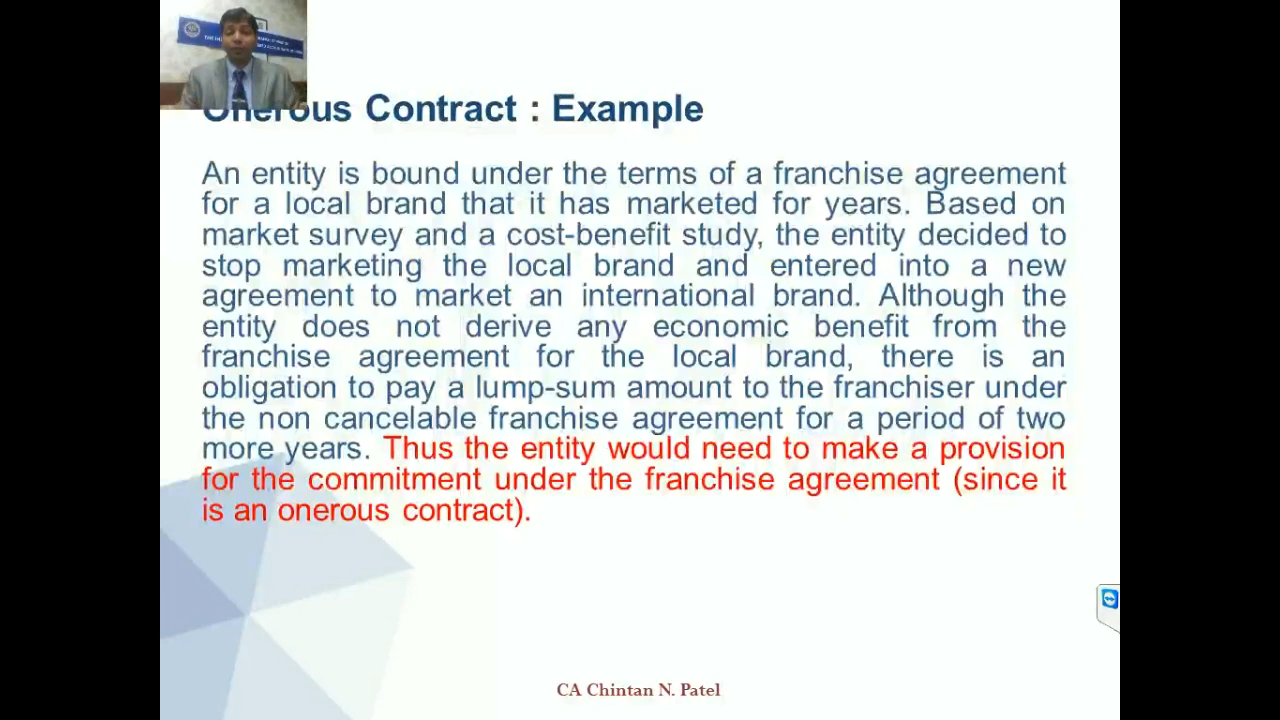 Onerous Contract : Example
An entity is bound under the terms of a franchise agreement
for a local brand that it has marketed for years. Based on
market survey and a cost-benefit study, the entity decided to
stop marketing the local brand and entered into a new
agreement to market an international brand. Although the
entity does not derive any economic benefit from the
franchise agreement for the local brand, there is an
obligation to pay a lump-sum amount to the franchiser under
the non cancelable franchise agreement for a period of two
more years. Thus the entity would need to make a provision
for the commitment under the franchise agreement (since it
is an onerous contract).
CA Chintan N. Patel